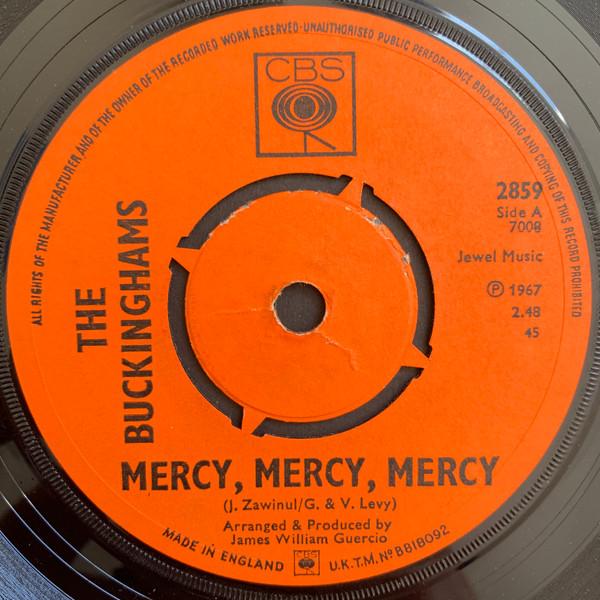 ALL RIGHTS OF THE MANUFACTURER AND OF THE OWNER OF THE RECORDED WORK RESERVED·UNAUTHORISED PUBLIC PERFORMANCE BROADCASTING AND COPYING OF THIS RECORD PROHIBITED
CBS
2859
Side A
7008
Jewel Music
℗ 1967
2.48
45
THE
BUCKINGHAMS
MERCY, MERCY, MERCY
(J. Zawinul/G. & V. Levy)
Arranged & Produced by
James William Guercio
MADE IN ENGLAND CBS U.K.T.M.Nº B818092